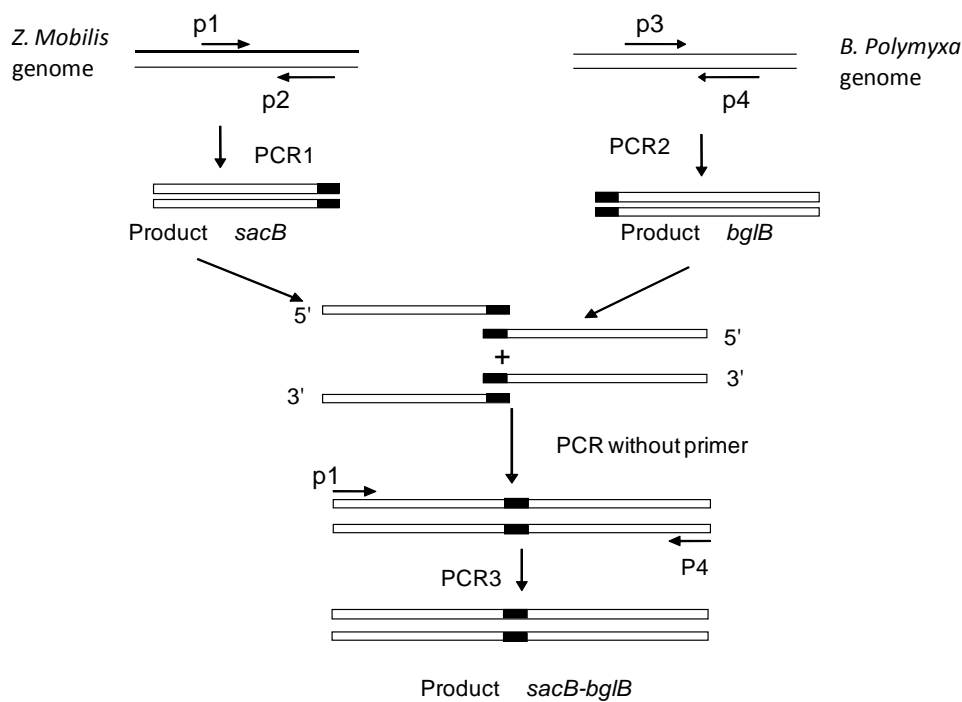 Z. Mobilis
genome
p1
p2
p3
p4
B. Polymyxa
genome
PCR1
PCR2
Product sacB
Product bglB
5'
5'
+
3'
3'
PCR without primer
p1
P4
PCR3
Product sacB-bglB